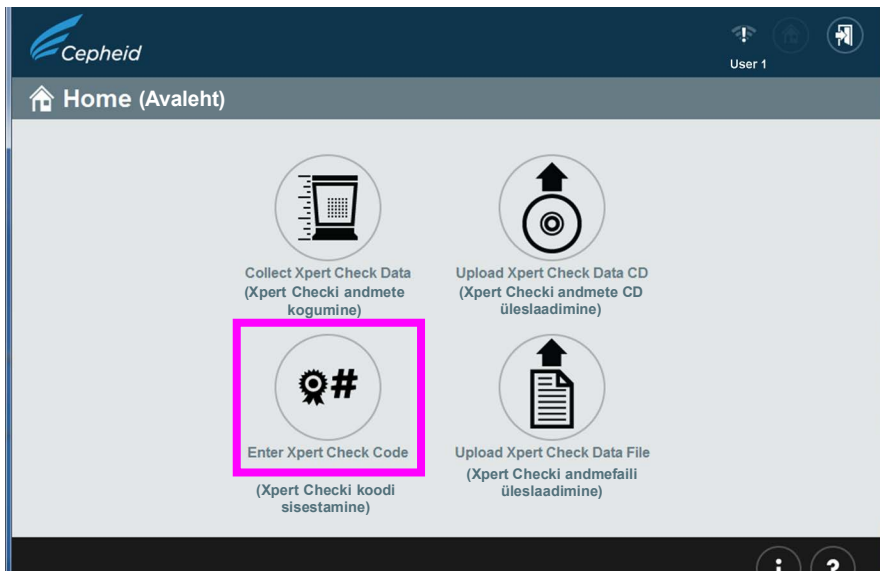 Cepheid
User 1
Home (Avaleht)
Collect Xpert Check Data
(Xpert Checki andmete
kogumine)
Upload Xpert Check Data CD
(Xpert Checki andmete CD
üleslaadimine)
#
Enter Xpert Check Code
(Xpert Checki koodi
sisestamine)
Upload Xpert Check Data File
(Xpert Checki andmefaili
üleslaadimine)
i ?